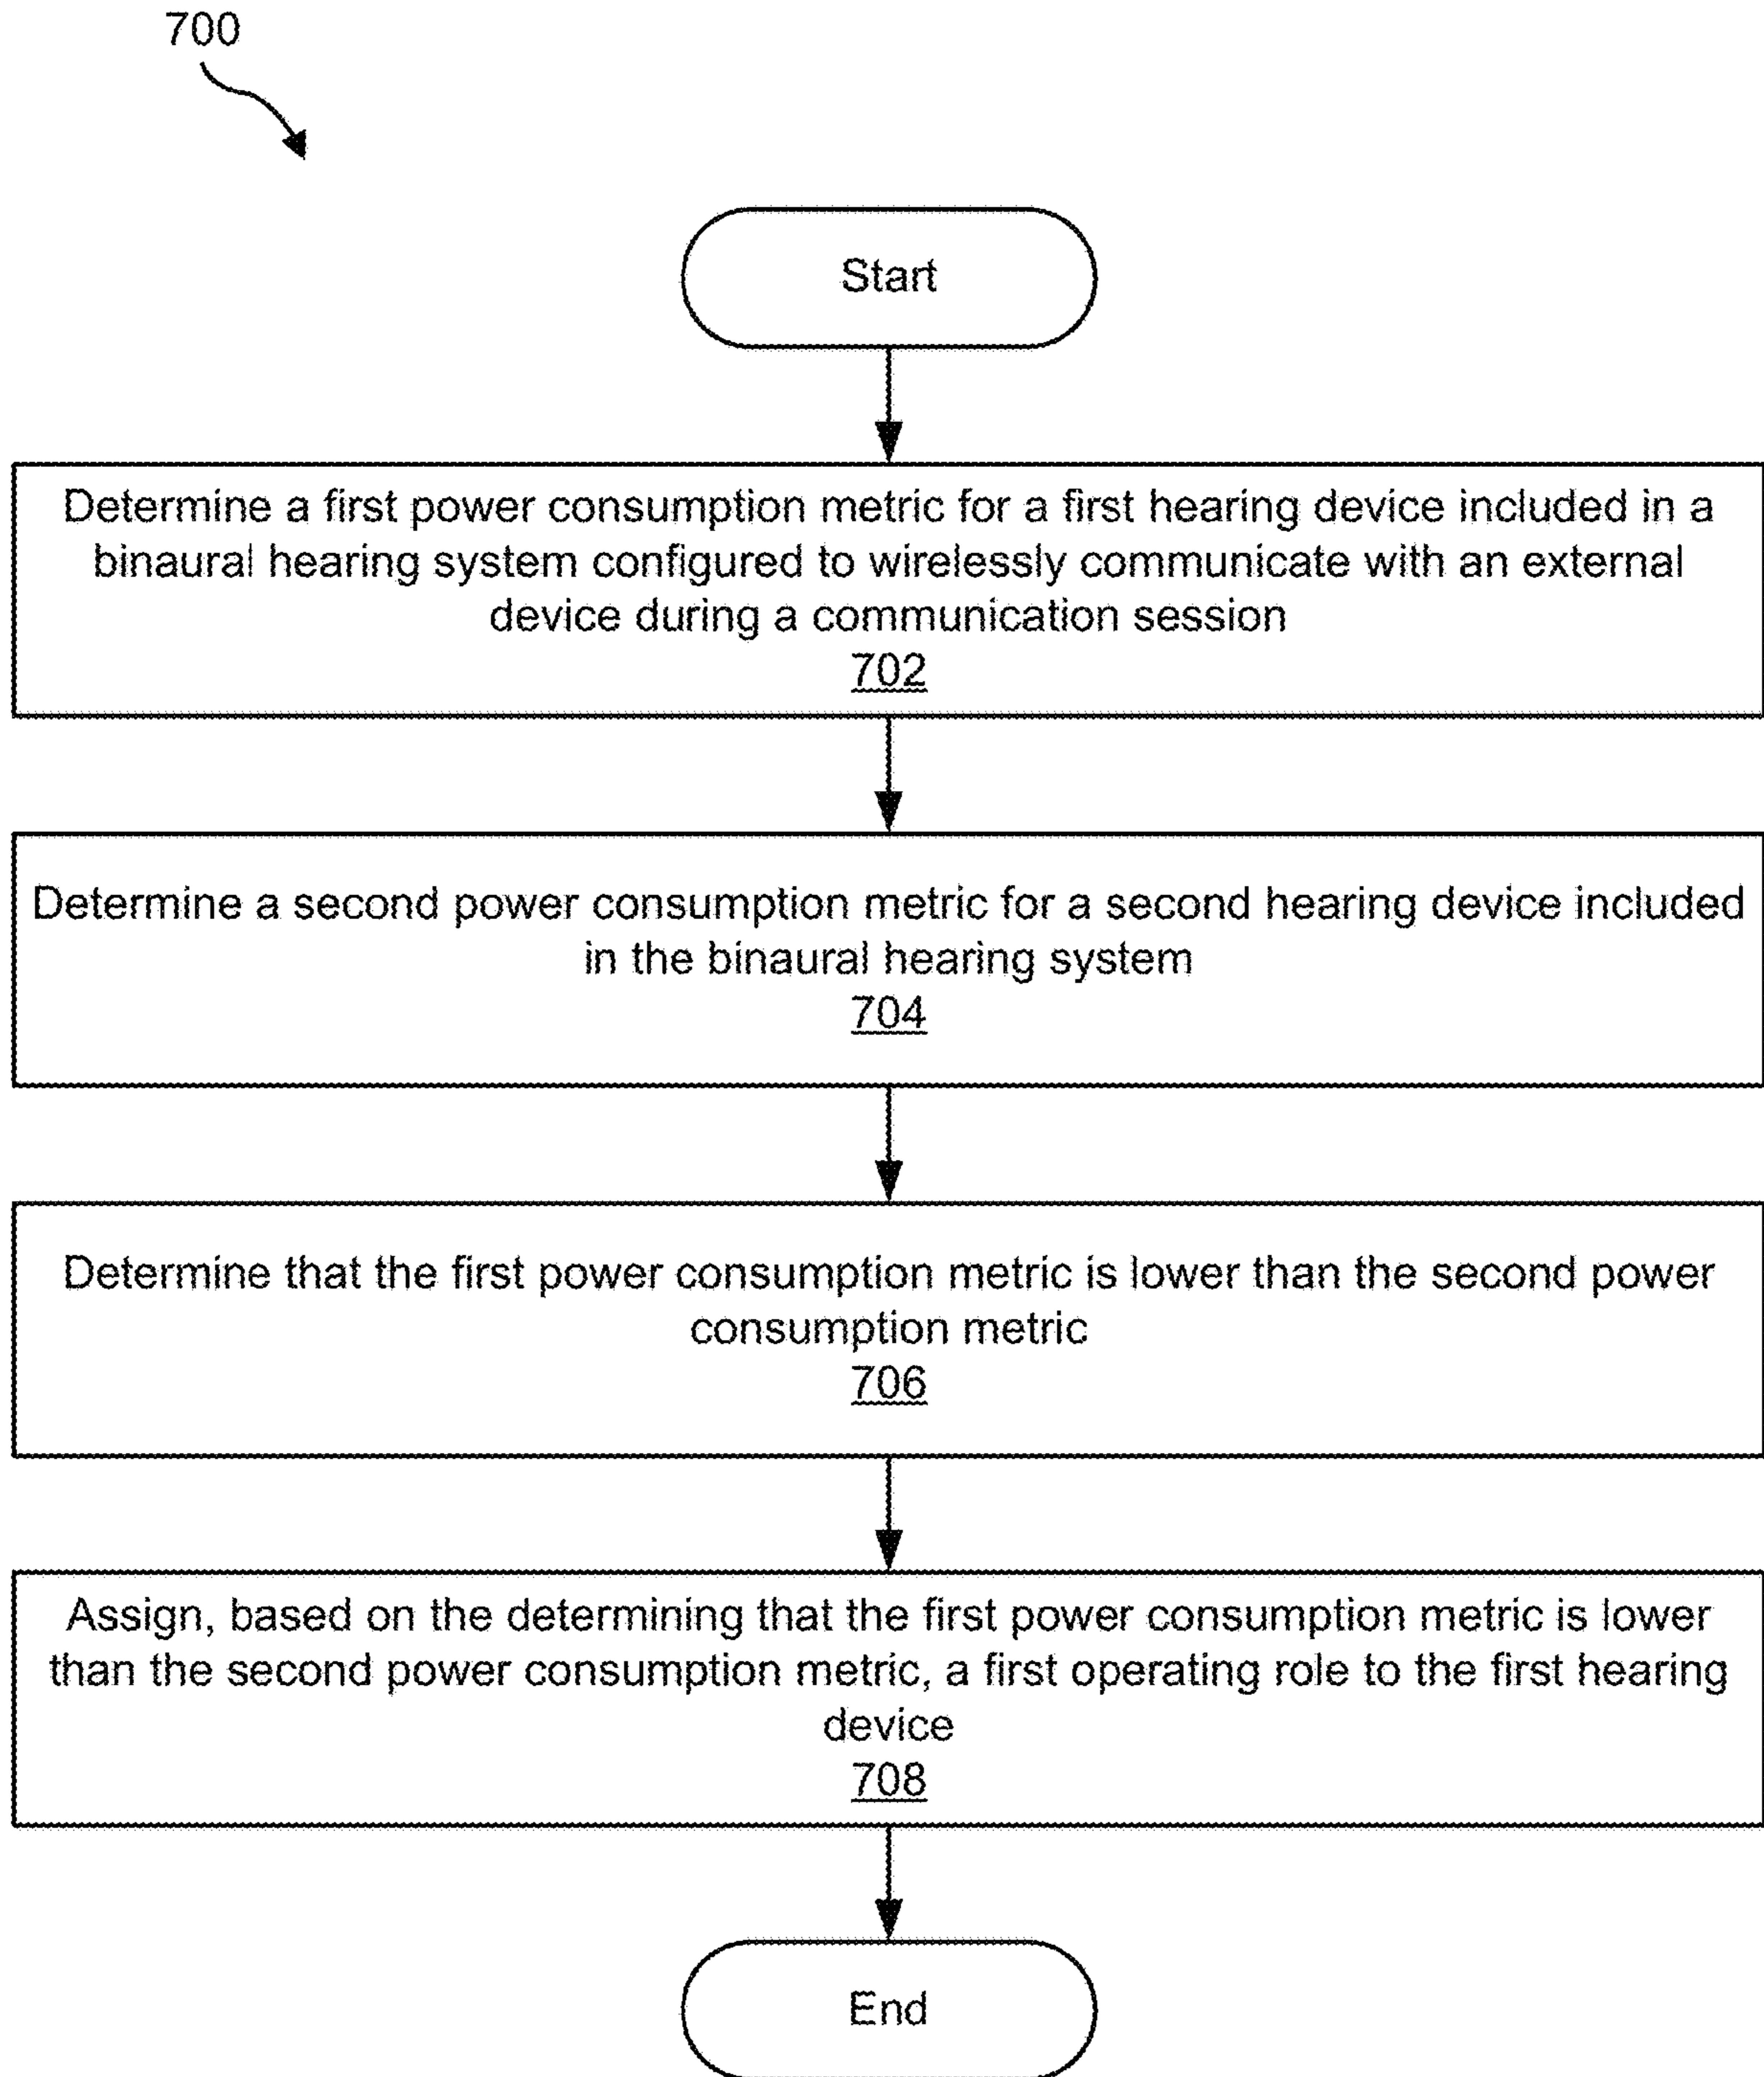 700
Start
Determine a first power consumption metric for a first hearing device included in a
binaural hearing system configured to wirelessly communicate with an external
device during a communication session
702
Determine a second power consumption metric for a second hearing device included
in the binaural hearing system
704
Determine that the first power consumption metric is lower than the second power
consumption metric
706
Assign, based on the determining that the first power consumption metric is lower
than the second power consumption metric, a first operating role to the first hearing
device
708
End